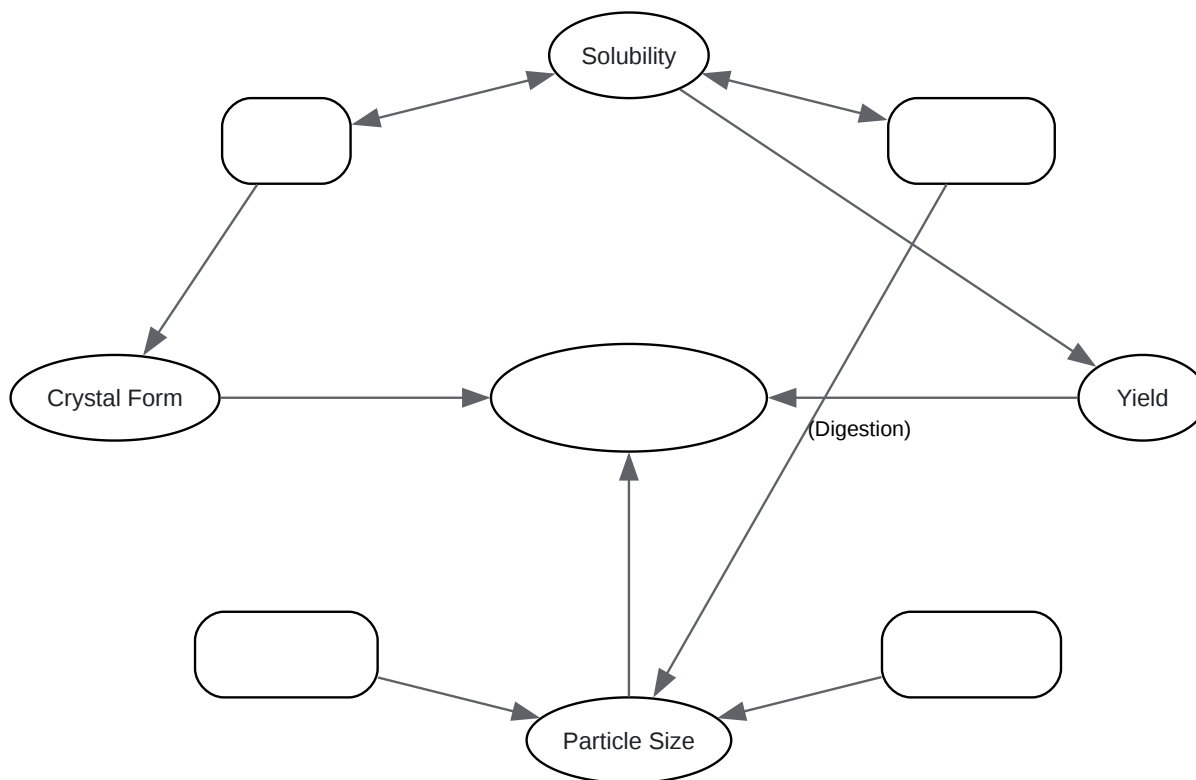 Solubility
Crystal Form
Yield
(Digestion)
Particle Size